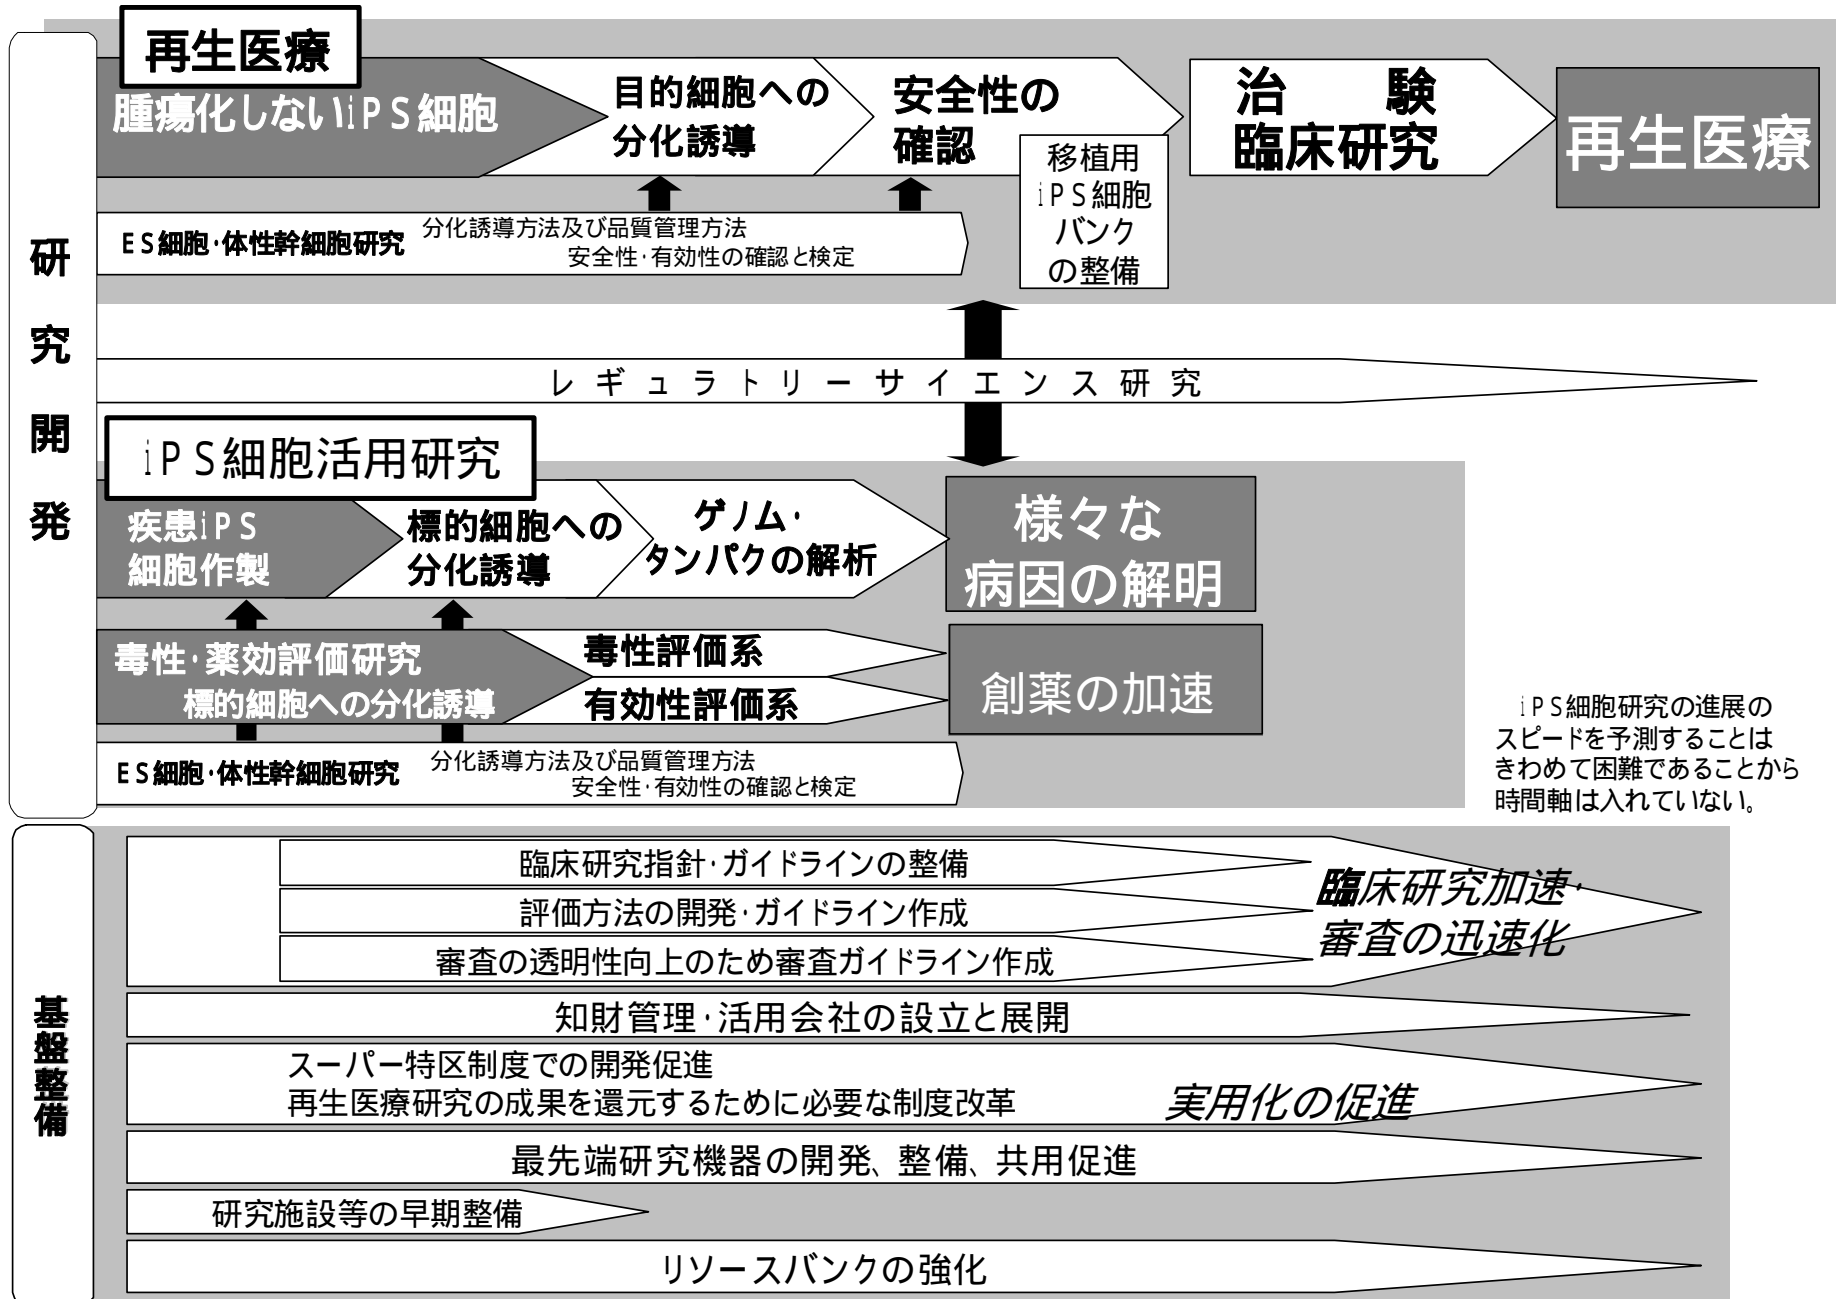 研究開発
再生医療
腫瘍化しないiPS細胞
目的細胞への
分化誘導
安全性の
確認
移植用
iPS細胞
バンク
の整備
治　験
臨床研究
再生医療
ES細胞・体性幹細胞研究
分化誘導方法及び品質管理方法
安全性・有効性の確認と検定
レギュラトリーサイエンス研究
iPS細胞活用研究
疾患iPS
細胞作製
標的細胞への
分化誘導
ゲノム・
タンパクの解析
様々な
病因の解明
毒性・薬効評価研究
標的細胞への分化誘導
毒性評価系
有効性評価系
創薬の加速
ES細胞・体性幹細胞研究
分化誘導方法及び品質管理方法
安全性・有効性の確認と検定
iPS細胞研究の進展の
スピードを予測することは
きわめて困難であることから
時間軸は入れていない。
基盤整備
臨床研究指針・ガイドラインの整備
評価方法の開発・ガイドライン作成
審査の透明性向上のため審査ガイドライン作成
臨床研究加速・
審査の迅速化
知財管理・活用会社の設立と展開
スーパー特区制度での開発促進
再生医療研究の成果を還元するために必要な制度改革
実用化の促進
最先端研究機器の開発、整備、共用促進
研究施設等の早期整備
リソースバンクの強化